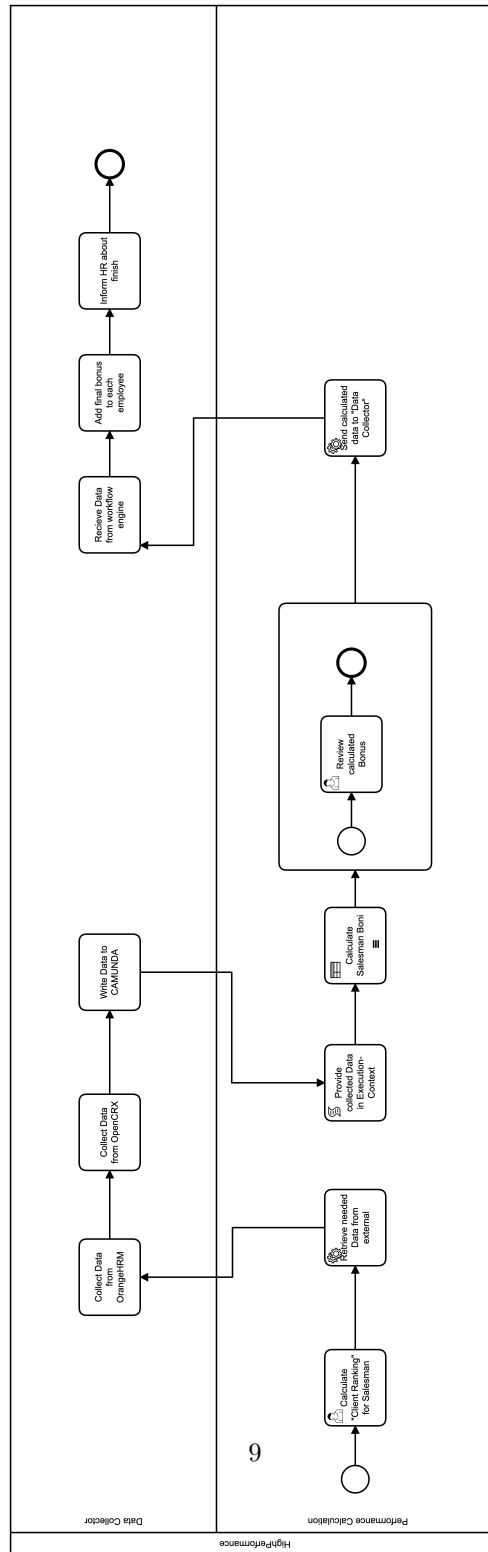 HighPerformance
Data Collector
Collect Data
from
OrangeHRM
Collect Data
from OpenCRX
Write Data to
CAMUNDA
Recieve Data
from workflow
engine
Add final bonus
to each
employee
Inform HR about
finish
Performance Calculation
Calculate
"Client Ranking"
for Salesman
Retrieve needed
Data from
external
Provide
collected Data
in Execution-
Context
Calculate
Salesman Boni
Review
calculated
Bonus
Send calculated
data to "Data
Collector"
9